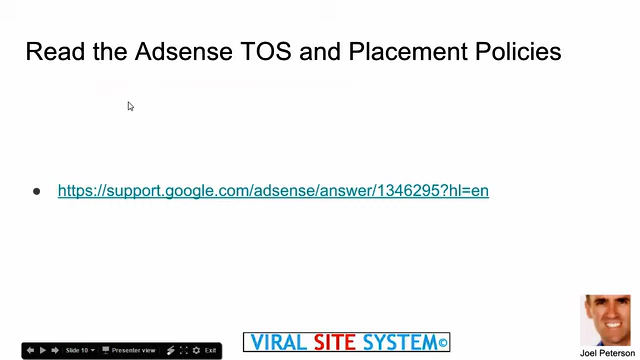 Read the Adsense TOS and Placement Policies
https://support.google.com/adsense/answer/1346295?hl=en
Joel Peterson
VIRAL SITE SYSTEM©
Slide 10
Presenter view
Exit